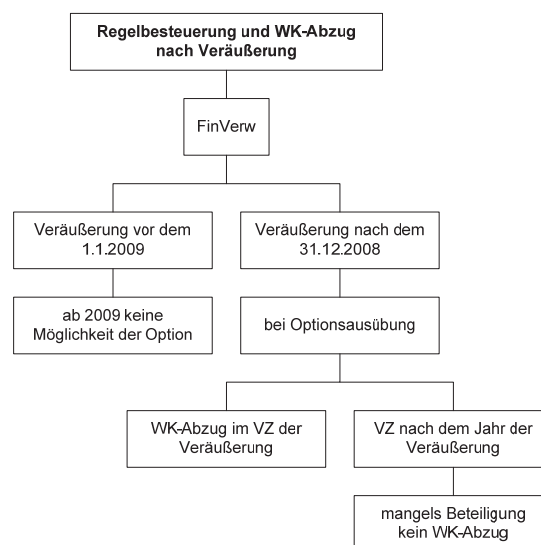 Regelbesteuerung und WK-Abzug
nach Veräußerung
FinVerw
Veräußerung vor dem
1.1.2009
Veräußerung nach dem
31.12.2008
ab 2009 keine
Möglichkeit der Option
bei Optionsausübung
WK-Abzug im VZ der
Veräußerung
VZ nach dem Jahr der
Veräußerung
mangels Beteiligung
kein WK-Abzug